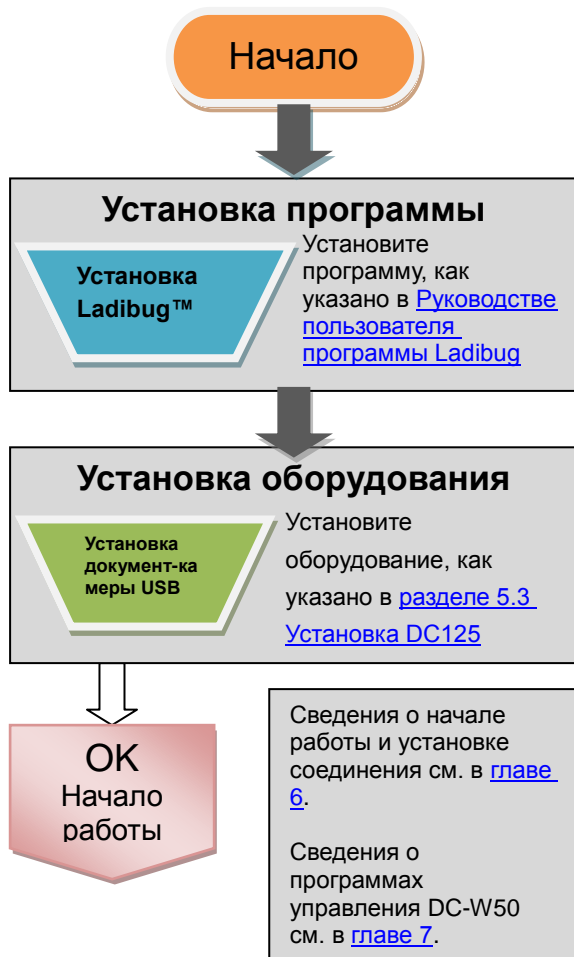 Начало
Установка программы
Установка
Ladibug™
Установите
программу, как
указано в Руководстве
пользователя
программы Ladibug
Установка оборудования
Установка
документ-ка
меры USB
Установите
оборудование, как
указано в разделе 5.3
Установка DC125
OK
Начало
работы
Сведения о начале
работы и установке
соединения см. в главе
6.
Сведения о
программах
управления DC-W50
см. в главе 7.